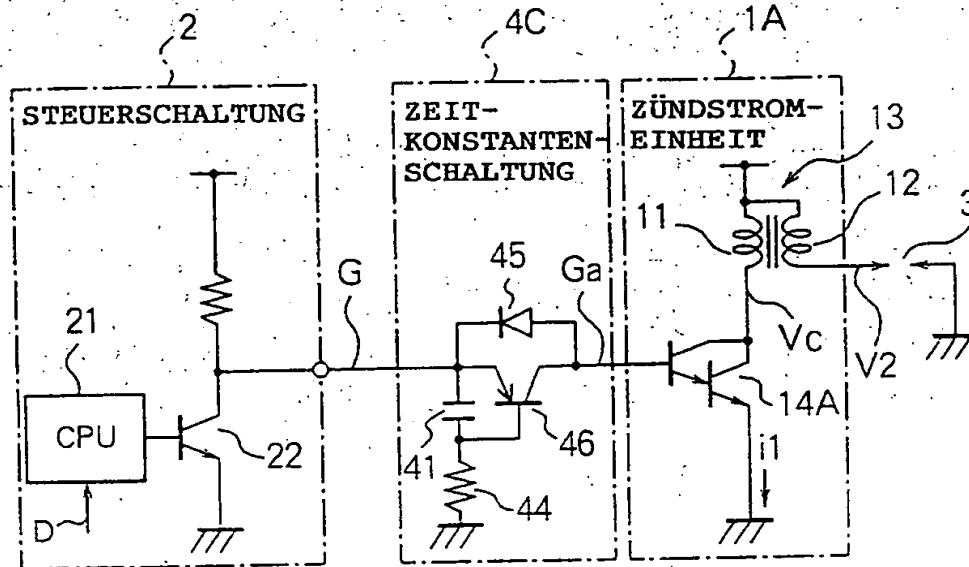 2
4C
1A
STEUERSCHALTUNG
ZEIT-
KONSTANTEN-
SCHALTUNG
ZÜNDSTROM-
EINHEIT
13
11
12
3
45
G
Ga
21
Vc
V2
CPU
22
41
46
14A
44
i1
D